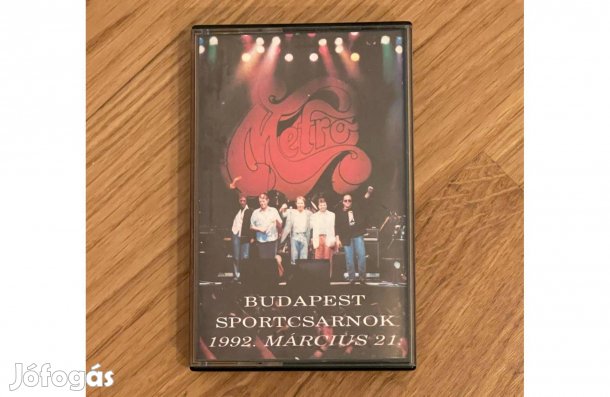 Metro
BUDAPEST
SPORTCSARNOK
1992. MÁRCIUS 21.
Jófogás